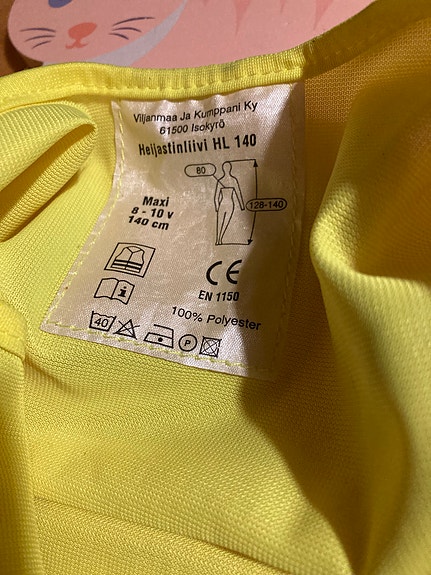 Viljanmaa Ja Kumppani Ky
61500 Isokyrö
Heijastinliivi HL 140
80
Maxi
8 - 10 v
140 cm
128-140
CE
EN 1150
100% Polyester
40 P